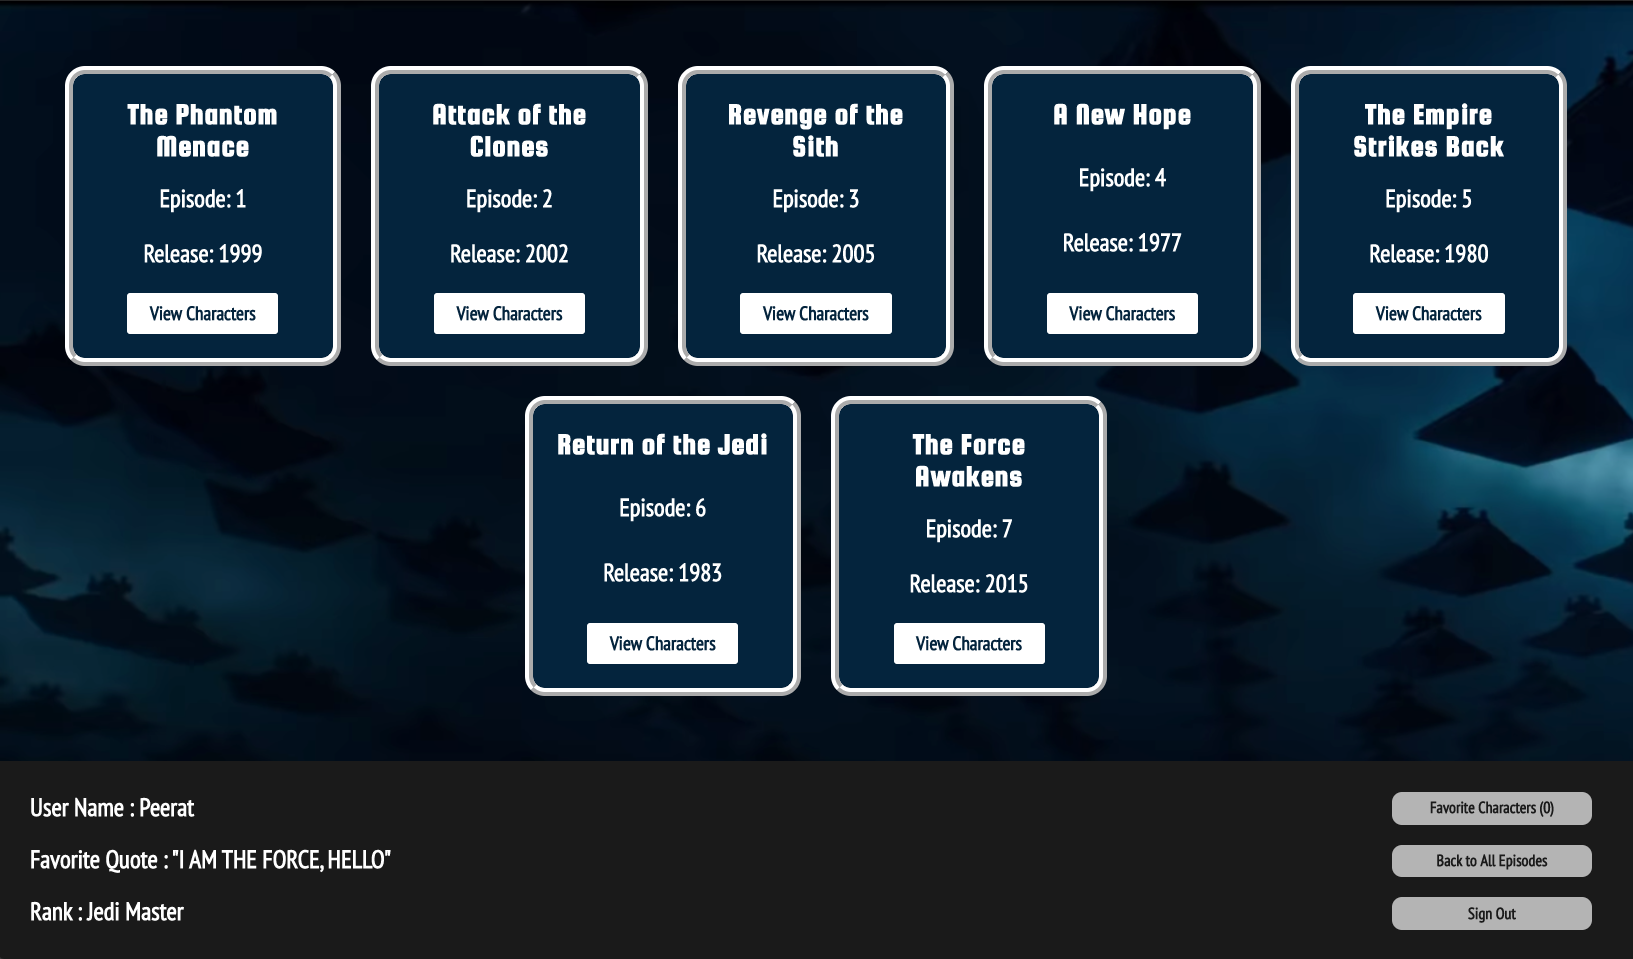 The Phantom
Menace
Episode: 1
Release: 1999
View Characters
Attack of the
Clones
Episode: 2
Release: 2002
View Characters
Revenge of the
Sith
Episode: 3
Release: 2005
View Characters
A New Hope
Episode: 4
Release: 1977
View Characters
The Empire
Strikes Back
Episode: 5
Release: 1980
View Characters
Return of the Jedi
Episode: 6
Release: 1983
View Characters
The Force
Awakens
Episode: 7
Release: 2015
View Characters
User Name : Peerat
Favorite Quote : "I AM THE FORCE, HELLO"
Rank : Jedi Master
Favorite Characters (0)
Back to All Episodes
Sign Out